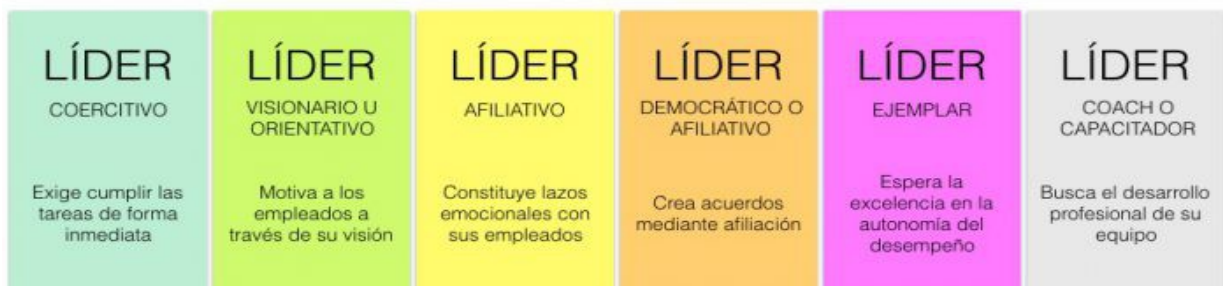 LÍDER
COERCITIVO
Exige cumplir las
tareas de forma
inmediata
LÍDER
VISIONARIO U
ORIENTATIVO
Motiva a los
empleados a
través de su visión
LÍDER
AFILIATIVO
Constituye lazos
emocionales con
sus empleados
LÍDER
DEMOCRÁTICO O
AFILIATIVO
Crea acuerdos
mediante afiliación
LÍDER
EJEMPLAR
Espera la
excelencia en la
autonomía del
desempeño
LÍDER
COACH O
CAPACITADOR
Busca el desarrollo
profesional de su
equipo